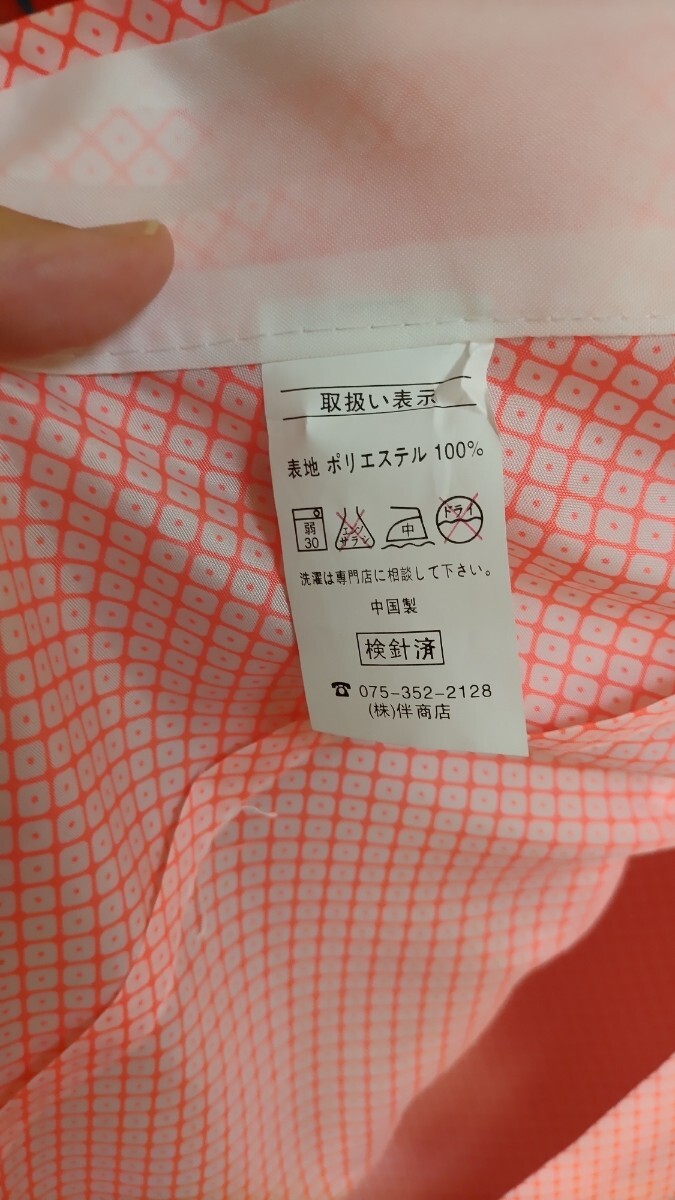 取扱い表示
表地 ポリエステル 100%
弱 30 エンソ サラシ 中 ドライ
洗濯は専門店に相談して下さい。
中国製
検針済
☎ 075-352-2128
(株)伴商店